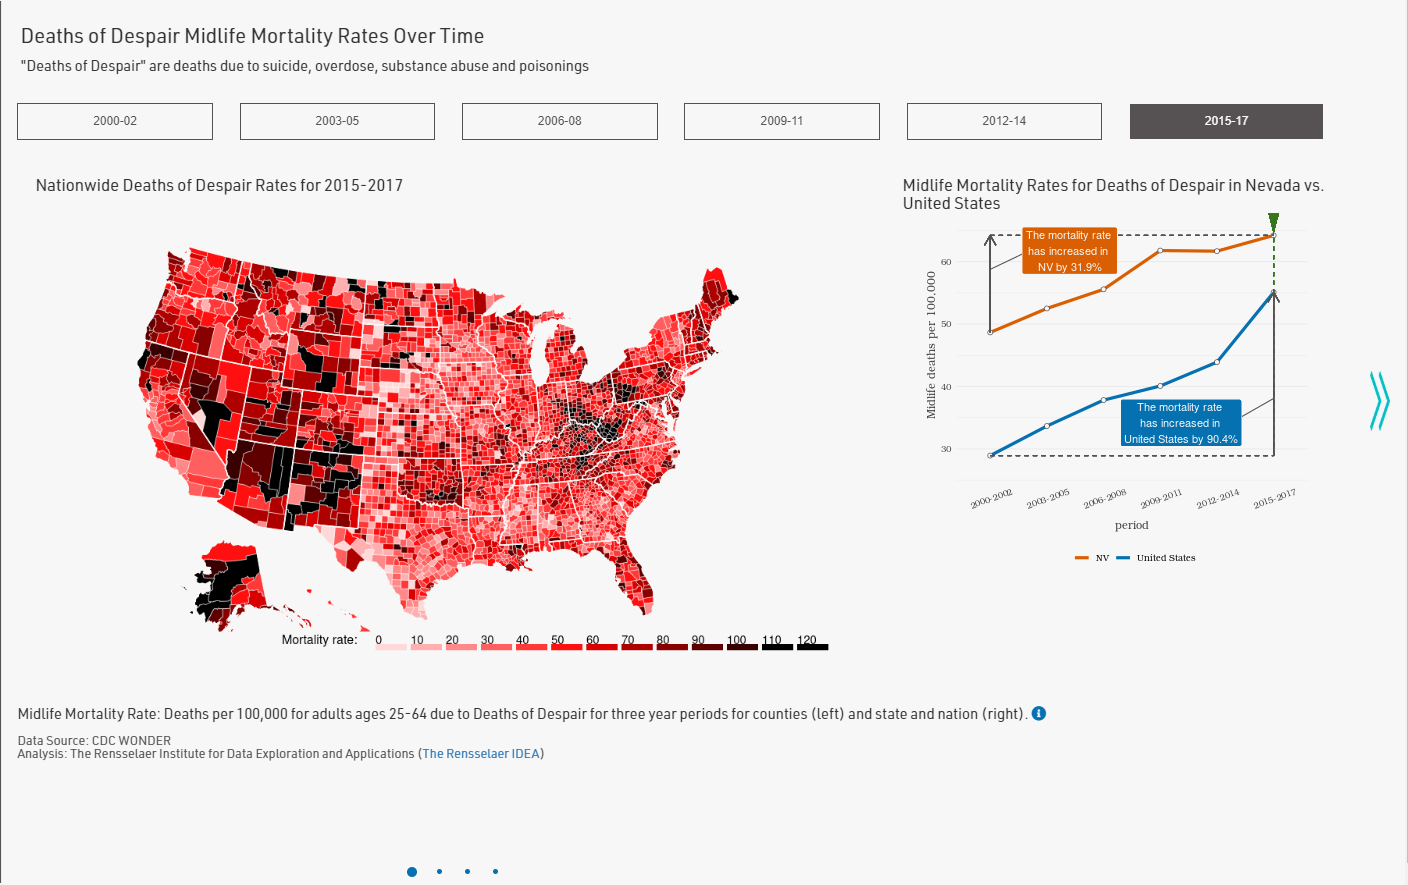 Deaths of Despair Midlife Mortality Rates Over Time
"Deaths of Despair" are deaths due to suicide, overdose, substance abuse and poisonings
2000-02 2003-05 2006-08 2009-11 2012-14 2015-17
Nationwide Deaths of Despair Rates for 2015-2017
Mortality rate: 0 10 20 30 40 50 60 70 80 90 100 110 120
Midlife Mortality Rates for Deaths of Despair in Nevada vs.
United States
The mortality rate
has increased in
NV by 31.9%
60
50
40
30
Midlife deaths per 100,000
The mortality rate
has increased in
United States by 90.4%
2000-2002 2003-2005 2006-2008 2009-2011 2012-2014 2015-2017
period
NV United States
Midlife Mortality Rate: Deaths per 100,000 for adults ages 25-64 due to Deaths of Despair for three year periods for counties (left) and state and nation (right). i
Data Source: CDC WONDER
Analysis: The Rensselaer Institute for Data Exploration and Applications (The Rensselaer IDEA)